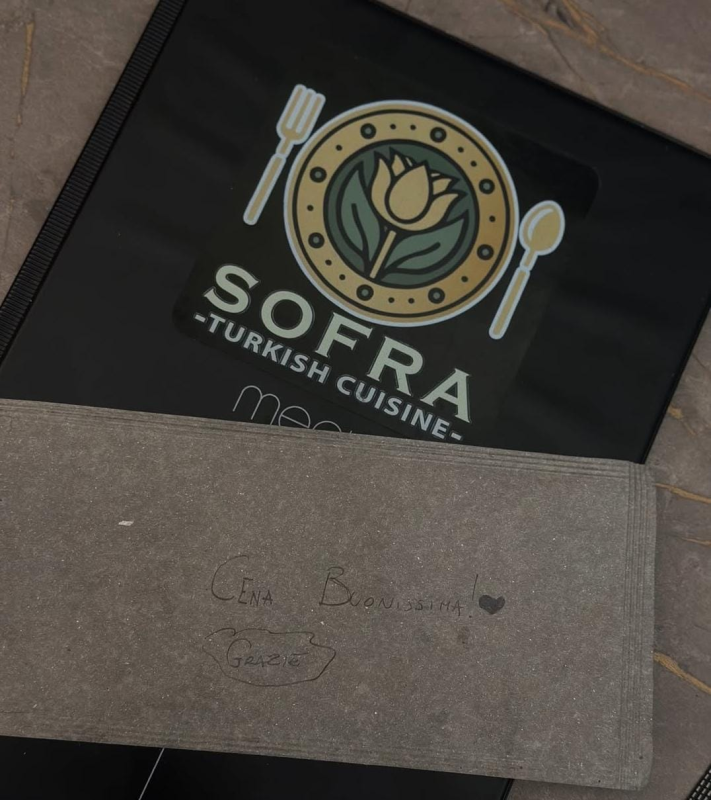 SOFRA
-TURKISH CUISINE-
CENA BUONISSIMA!
GRAZIE